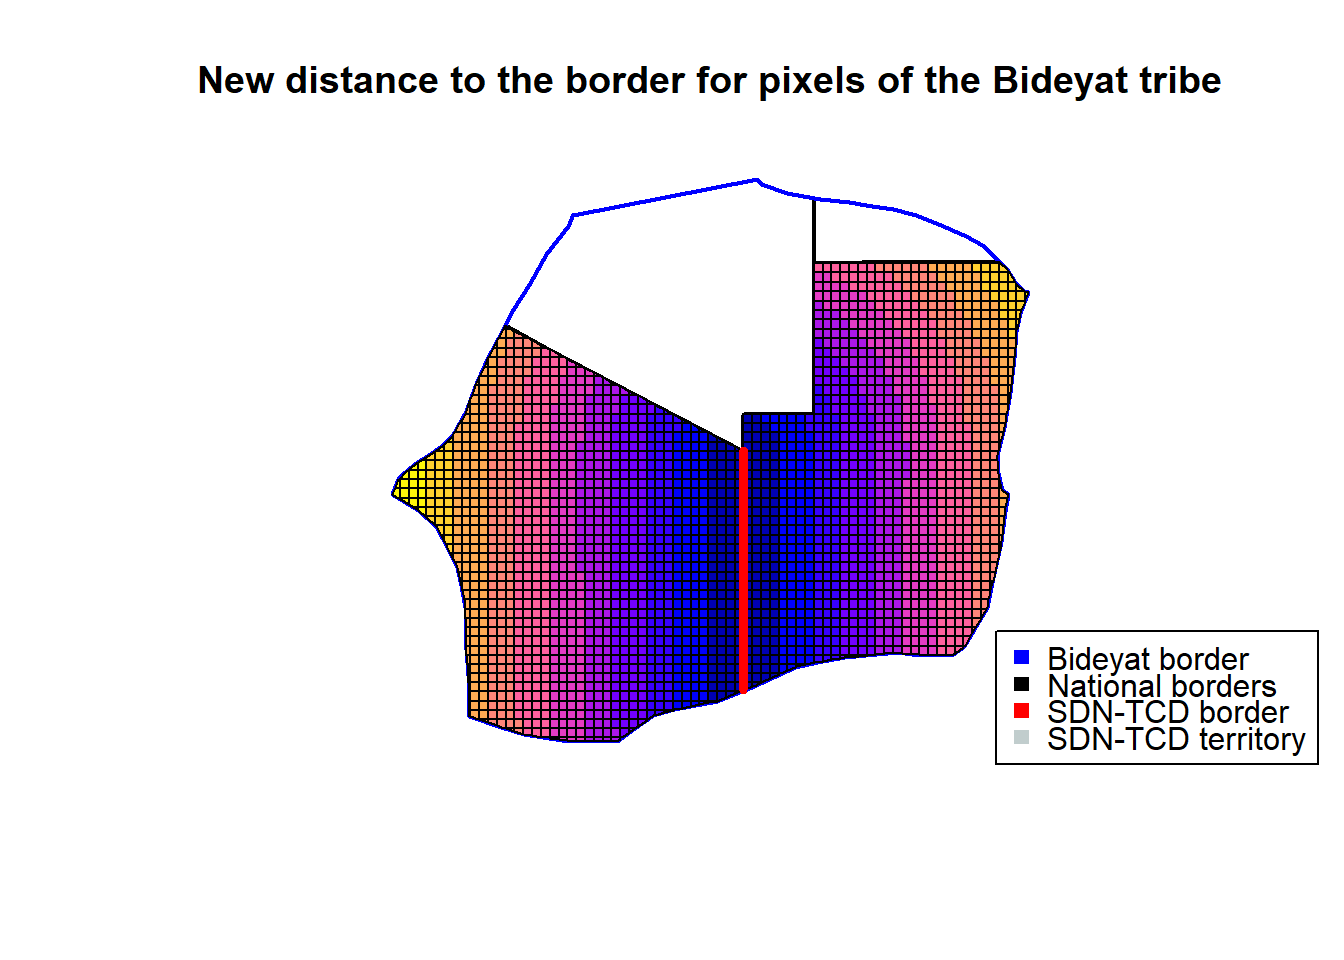 New distance to the border for pixels of the Bideyat tribe
Bideyat border
National borders
SDN-TCD border
SDN-TCD territory